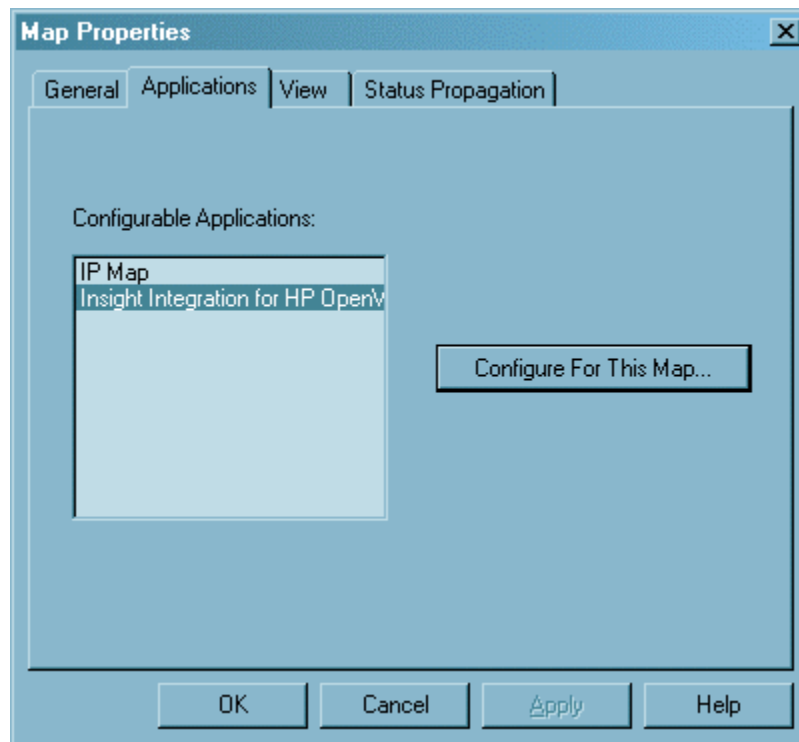 Map Properties
General Applications View Status Propagation
Configurable Applications:
IP Map
Insight Integration for HP OpenV
Configure For This Map...
OK Cancel Apply Help